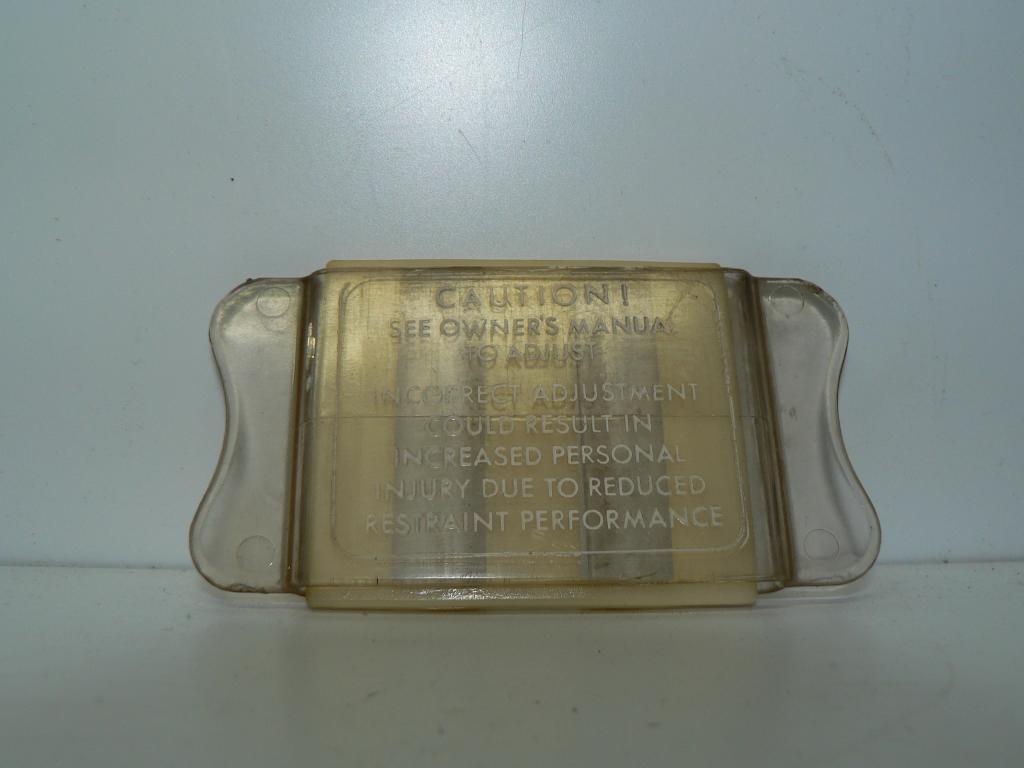 CAUTION!
SEE OWNER'S MANUAL
TO ADJUST
INCORRECT ADJUSTMENT
COULD RESULT IN
INCREASED PERSONAL
INJURY DUE TO REDUCED
RESTRAINT PERFORMANCE